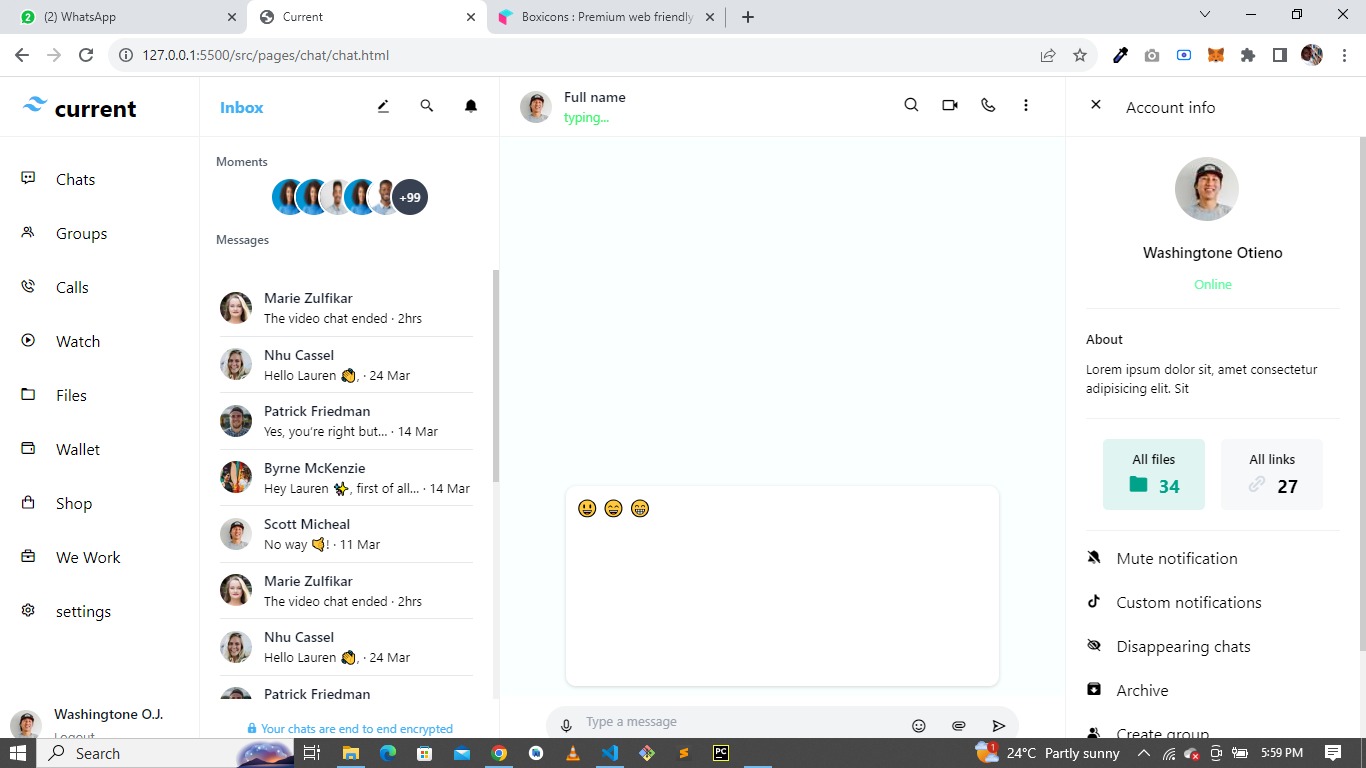 (2) WhatsApp
Current
Boxicons : Premium web friendly
127.0.0.1:5500/src/pages/chat/chat.html
current
Chats
Groups
Calls
Watch
Files
Wallet
Shop
We Work
settings
Washingtone O.J.
Logout
Inbox
Moments
+99
Messages
Marie Zulfikar
The video chat ended · 2hrs
Nhu Cassel
Hello Lauren 👏, · 24 Mar
Patrick Friedman
Yes, you’re right but... · 14 Mar
Byrne McKenzie
Hey Lauren ✨, first of all... · 14 Mar
Scott Micheal
No way 🤙! · 11 Mar
Marie Zulfikar
The video chat ended · 2hrs
Nhu Cassel
Hello Lauren 👏, · 24 Mar
Patrick Friedman
Your chats are end to end encrypted
Full name
typing...
😃 😄 😁
Type a message
Account info
Washingtone Otieno
Online
About
Lorem ipsum dolor sit, amet consectetur
adipisicing elit. Sit
All files
34
All links
27
Mute notification
Custom notifications
Disappearing chats
Archive
Create group
Search
PC
1
24°C Partly sunny
5:59 PM